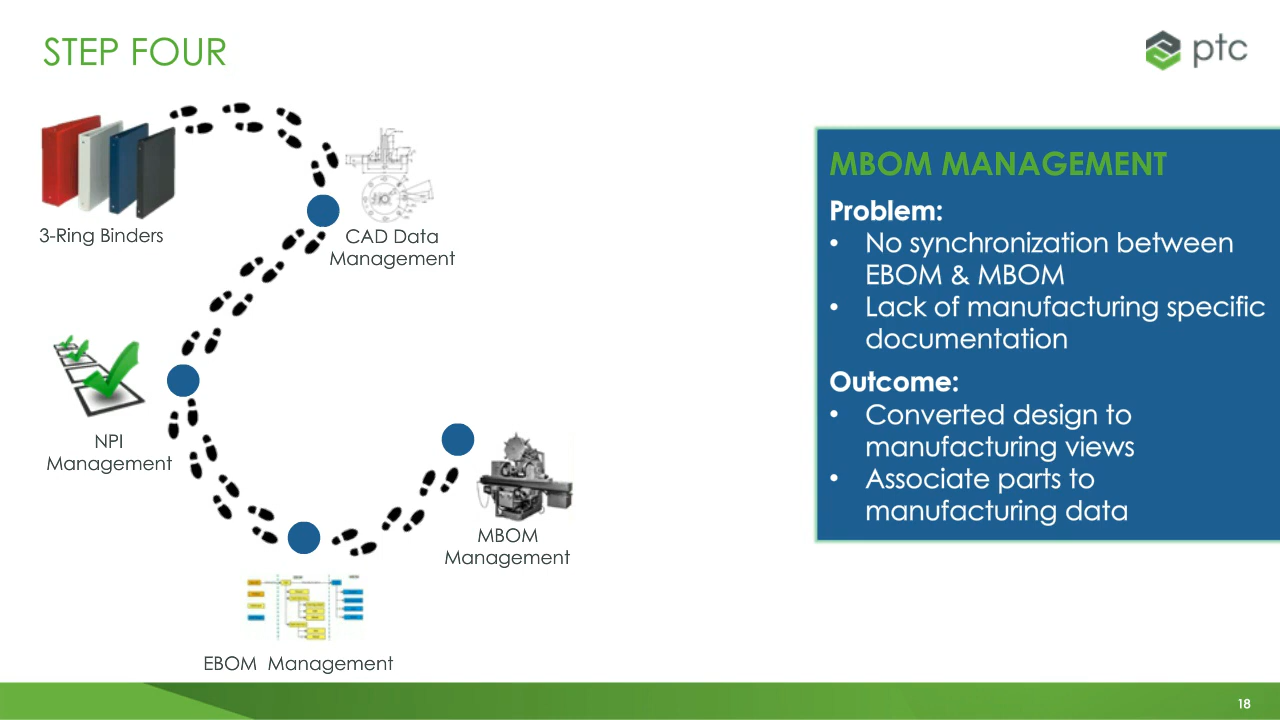 STEP FOUR
ptc
3-Ring Binders
CAD Data
Management
NPI
Management
MBOM
Management
EBOM Management
MBOM MANAGEMENT
Problem:
• No synchronization between
EBOM & MBOM
• Lack of manufacturing specific
documentation
Outcome:
• Converted design to
manufacturing views
• Associate parts to
manufacturing data
18